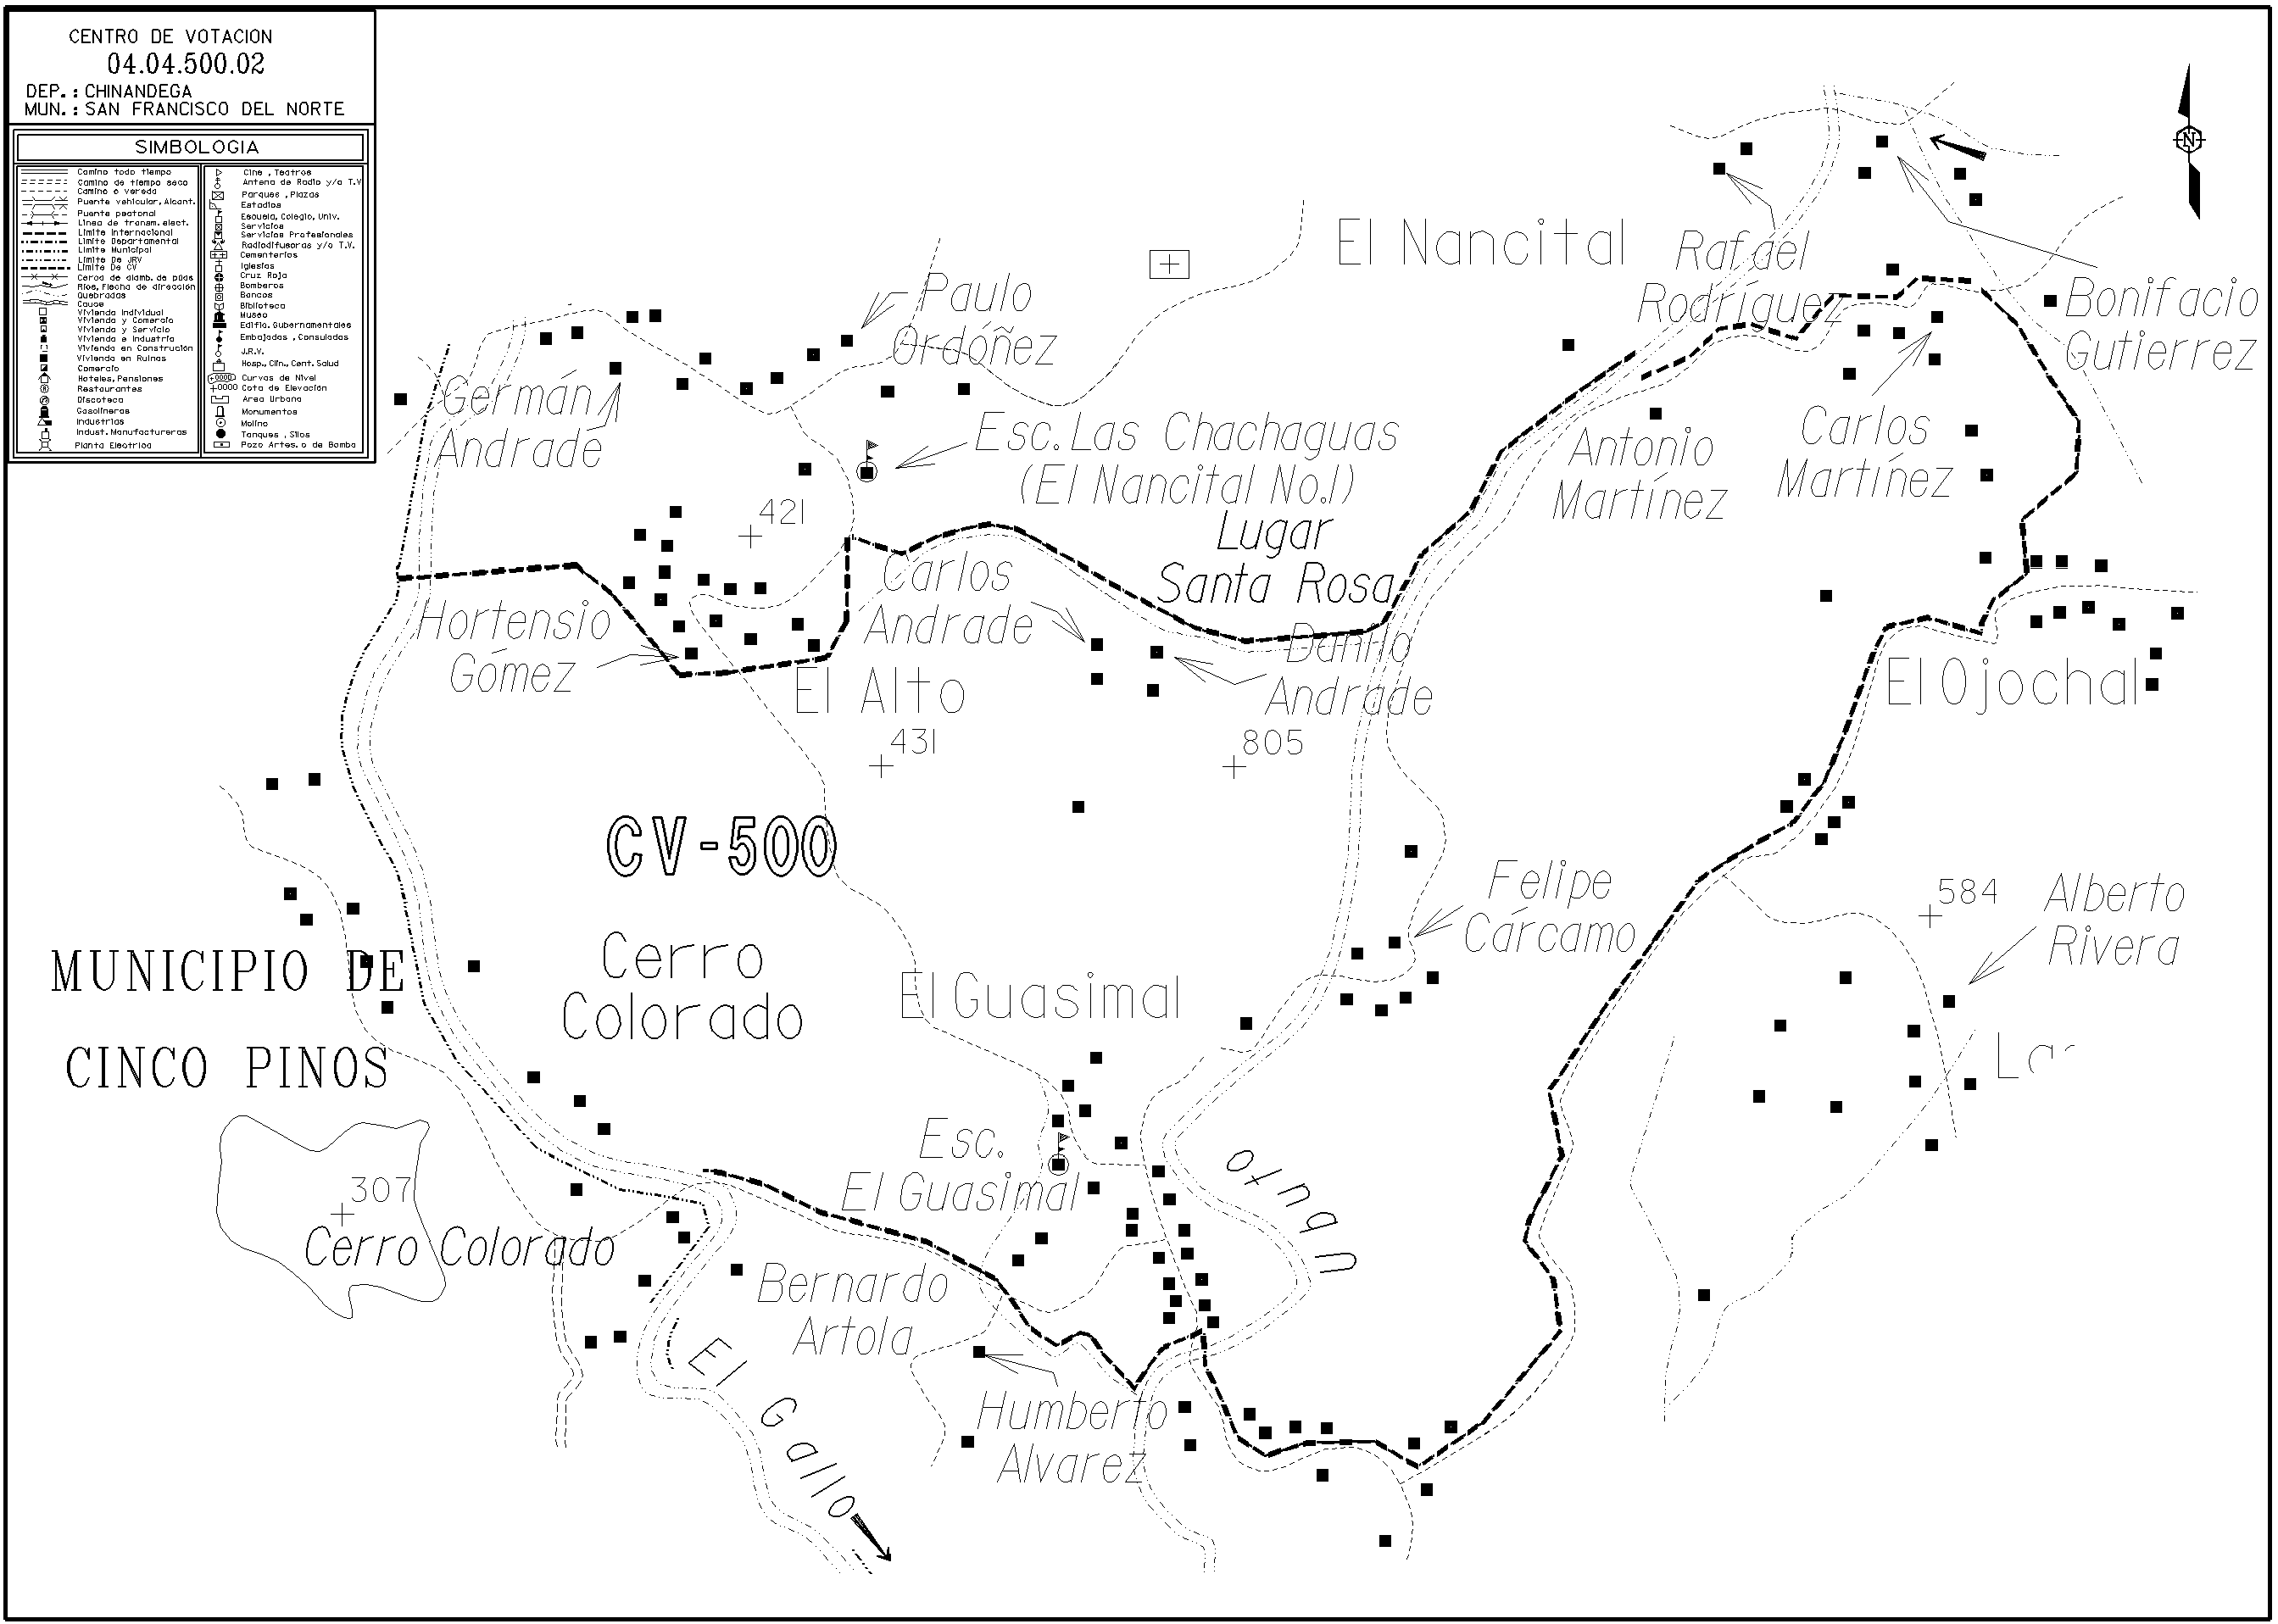 CENTRO DE VOTACION
04.04.500.02
DEP.: CHINANDEGA
MUN.: SAN FRANCISCO DEL NORTE
SIMBOLOGIA
Camino todo tiempo
Camino de tiempo seco
Camino o vereda
Puente vehicular, Alcant.
Puente peatonal
Linea de transm. elect.
Limite Internacional
Limite Departamental
Limite Municipal
Limite De JRV
Limite De CV
Cerca de alamb. de púas
Ríos, Flecha de dirección
Quebradas
Cauce
Vivienda Individual
Vivienda y Comercio
Vivienda y Servicio
Vivienda e Industria
Vivienda en Construción
Vivienda en Ruinas
Comercio
Hoteles, Pensiones
Restaurantes
Discoteca
Gasolineras
Industrias
Indust. Manufactureras
Planta Electrica
Cine , Teatros
Antena de Radio y/o T.V
Parques , Plazas
Estadios
Escuela, Colegio, Univ.
Servicios
Servicios Profesionales
Radiodifusoras y/o T.V.
Cementerios
Iglesias
Cruz Roja
Bomberos
Bancos
Biblioteca
Museo
Edific. Gubernamentales
Embajadas , Consulados
J.R.V.
Hosp., Clín., Cent. Salud
Curvas de Nivel
+0000 Cota de Elevación
Area Urbana
Monumentos
Molino
Tanques , Silos
Pozo Artes. o de Bomba
N
El Nancital
Rafael
Rodríguez
Bonifacio
Gutierrez
Paulo
Ordóñez
Germán
Andrade
Esc. Las Chachaguas
(El Nancital No.1)
Antonio
Martínez
Carlos
Martíñez
421
Lugar
Santa Rosa
Carlos
Andrade
Hortensio
Gómez
Danilo
Andrade
El Alto
El Ojochal
431
805
CV-500
Felipe
Cárcamo
584
Alberto
Rivera
Cerro
Colorado
El Guasimal
MUNICIPIO DE
CINCO PINOS
Esc.
El Guasimal
307
Cerro Colorado
Bernardo
Artola
El Gallo
Humberto
Alvarez